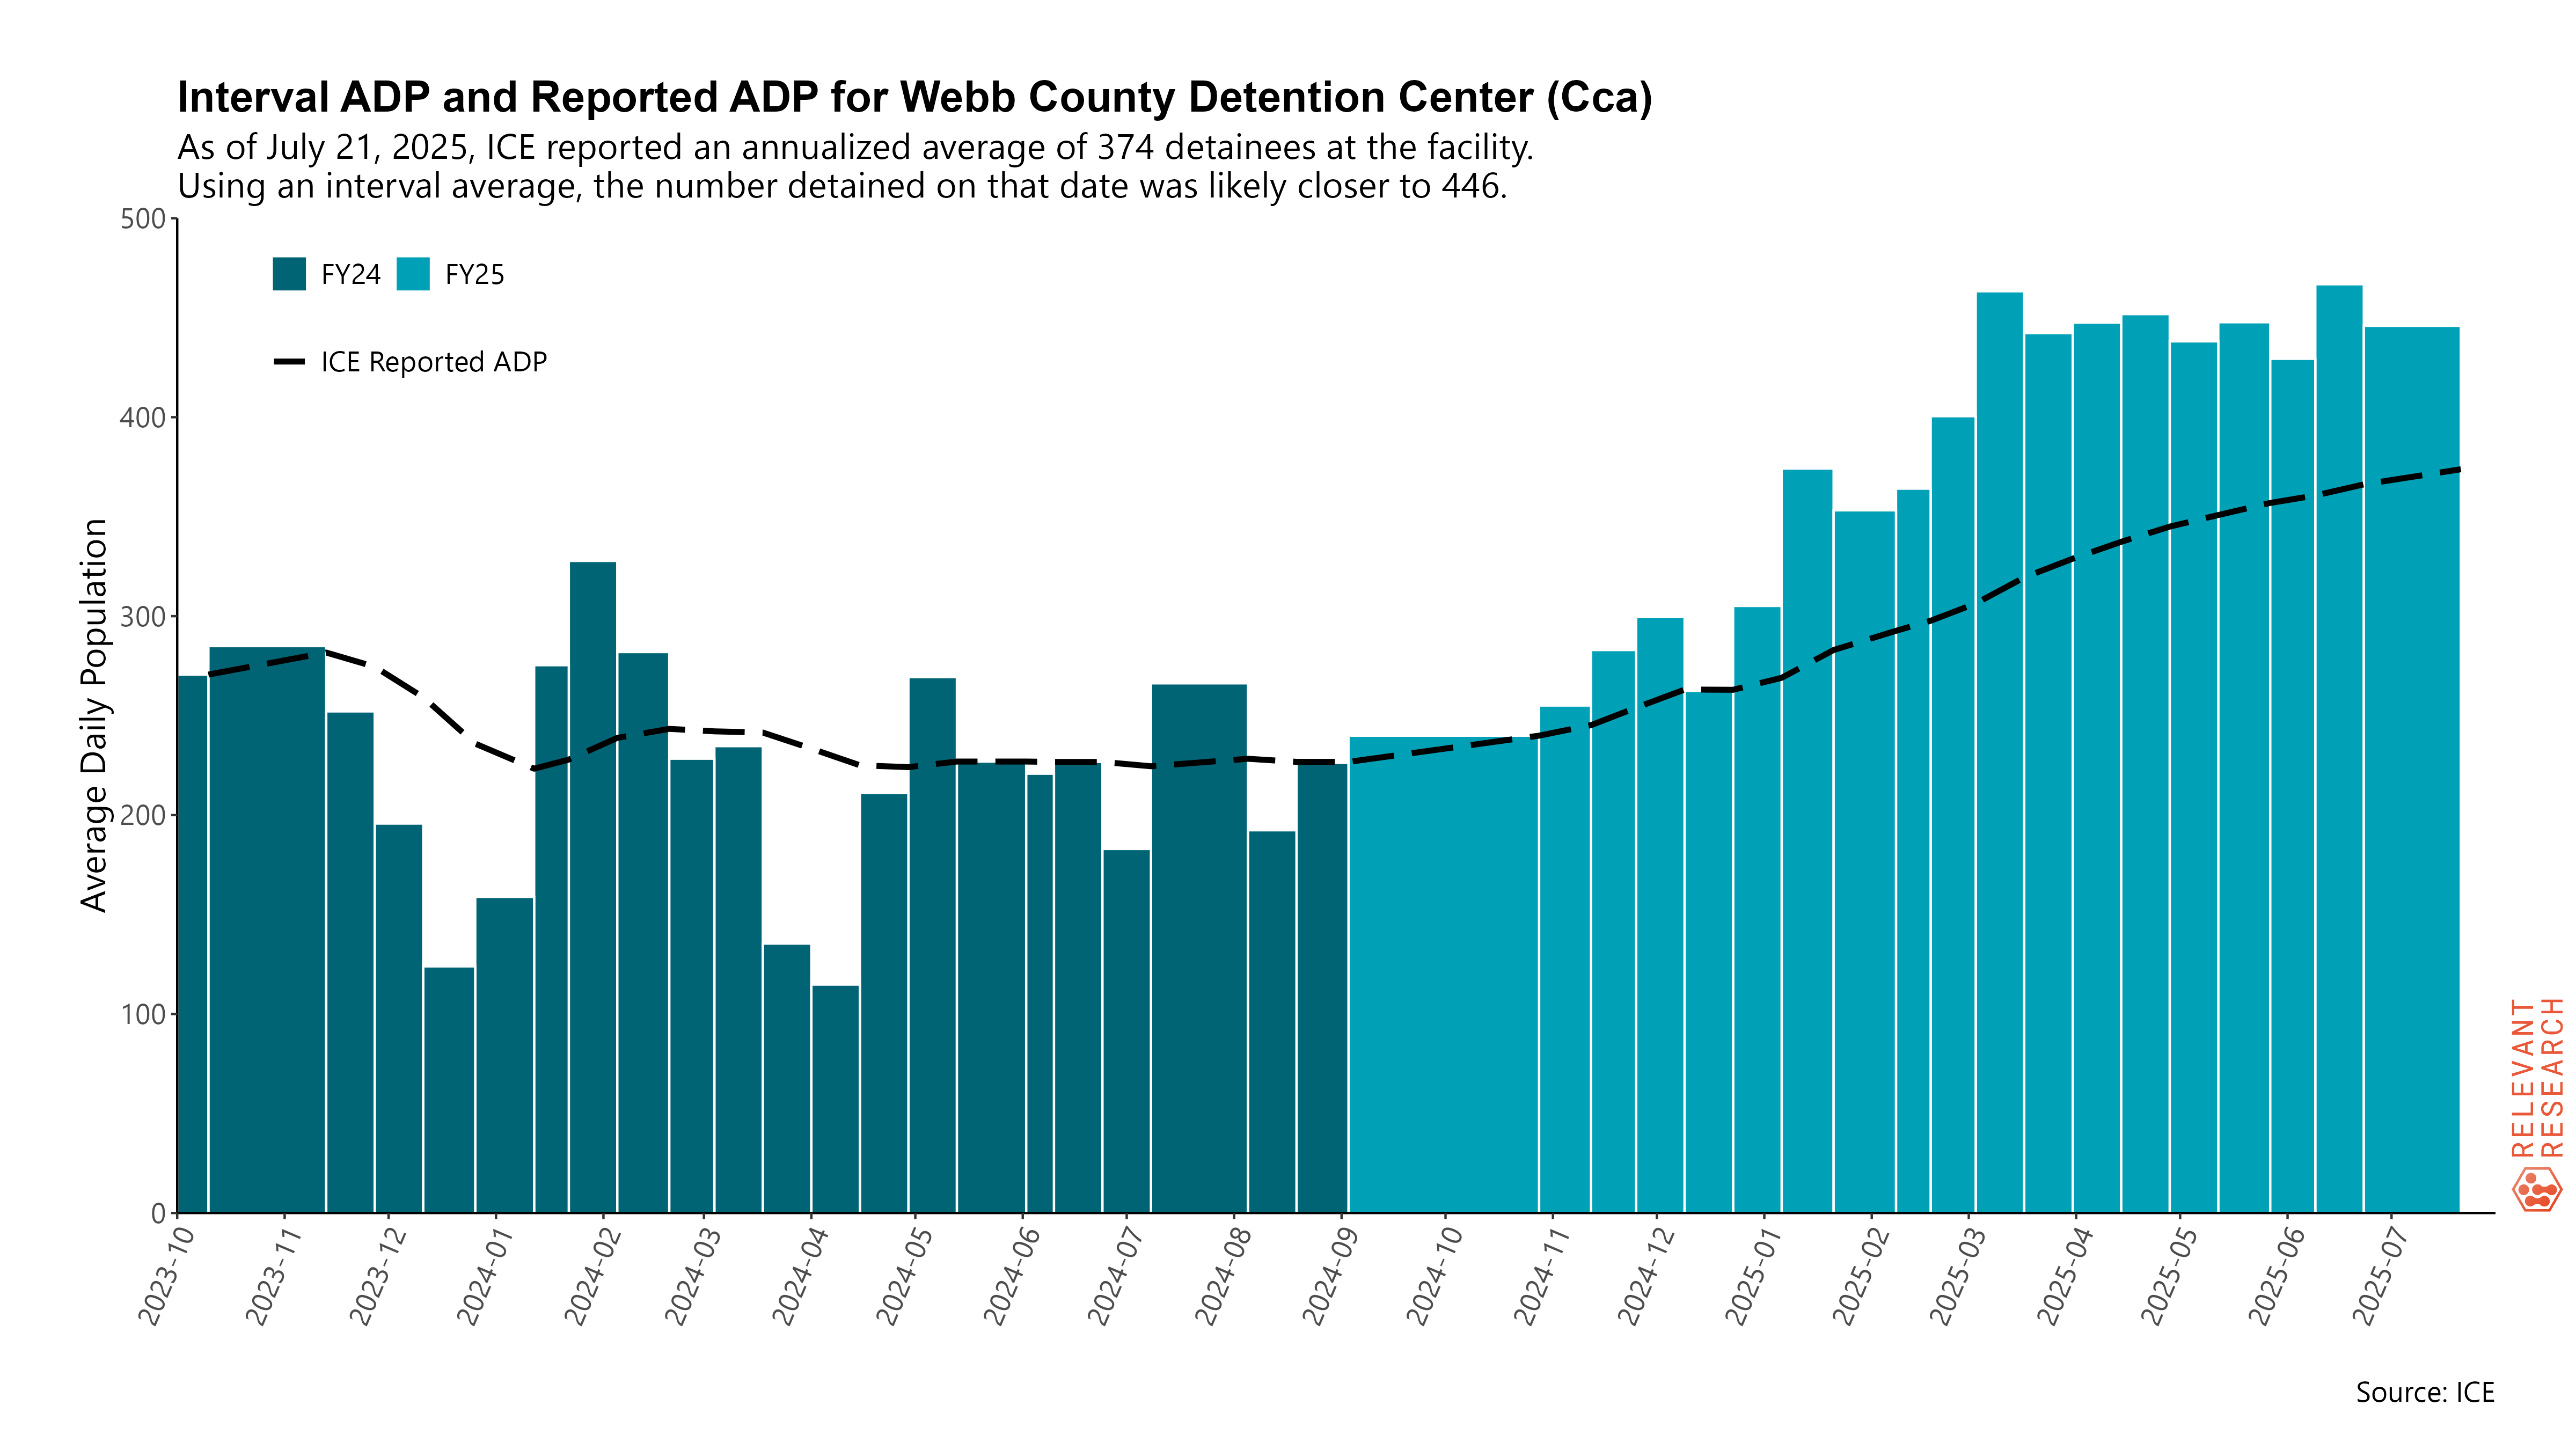 Interval ADP and Reported ADP for Webb County Detention Center (Cca)
As of July 21, 2025, ICE reported an annualized average of 374 detainees at the facility.
Using an interval average, the number detained on that date was likely closer to 446.
500
400
300
200
100
0
Average Daily Population
FY24
FY25
ICE Reported ADP
2023-10
2023-11
2023-12
2024-01
2024-02
2024-03
2024-04
2024-05
2024-06
2024-07
2024-08
2024-09
2024-10
2024-11
2024-12
2025-01
2025-02
2025-03
2025-04
2025-05
2025-06
2025-07
RELEVANT
RESEARCH
Source: ICE